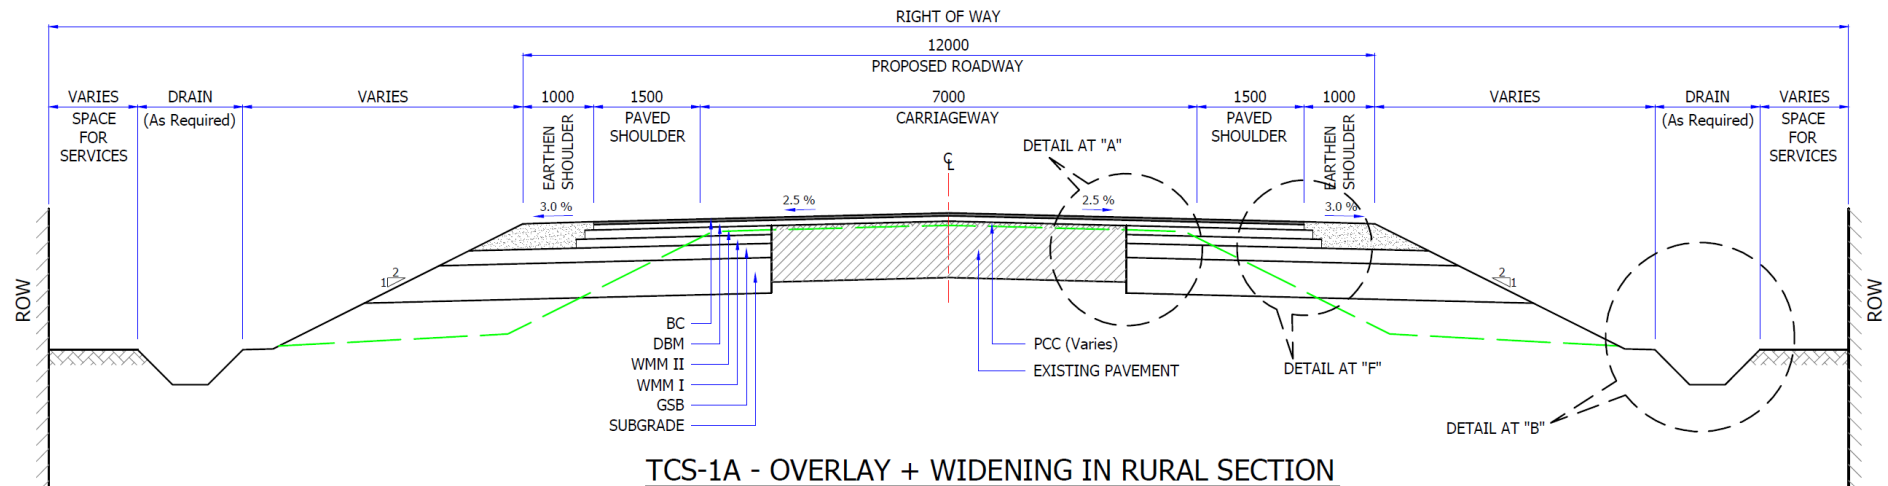 RIGHT OF WAY
12000
PROPOSED ROADWAY
VARIES
DRAIN
VARIES
1000
1500
7000
1500
1000
VARIES
DRAIN
VARIES
SPACE
FOR
SERVICES
(As Required)
EARTHEN
SHOULDER
PAVED
SHOULDER
CARRIAGEWAY
PAVED
SHOULDER
EARTHEN
SHOULDER
(As Required)
SPACE
FOR
SERVICES
DETAIL AT "A"
CL
3.0 %
2.5 %
2.5 %
3.0 %
2
1
2
1
ROW
ROW
BC
DBM
WMM II
WMM I
GSB
SUBGRADE
PCC (Varies)
EXISTING PAVEMENT
DETAIL AT "F"
DETAIL AT "B"
TCS-1A - OVERLAY + WIDENING IN RURAL SECTION